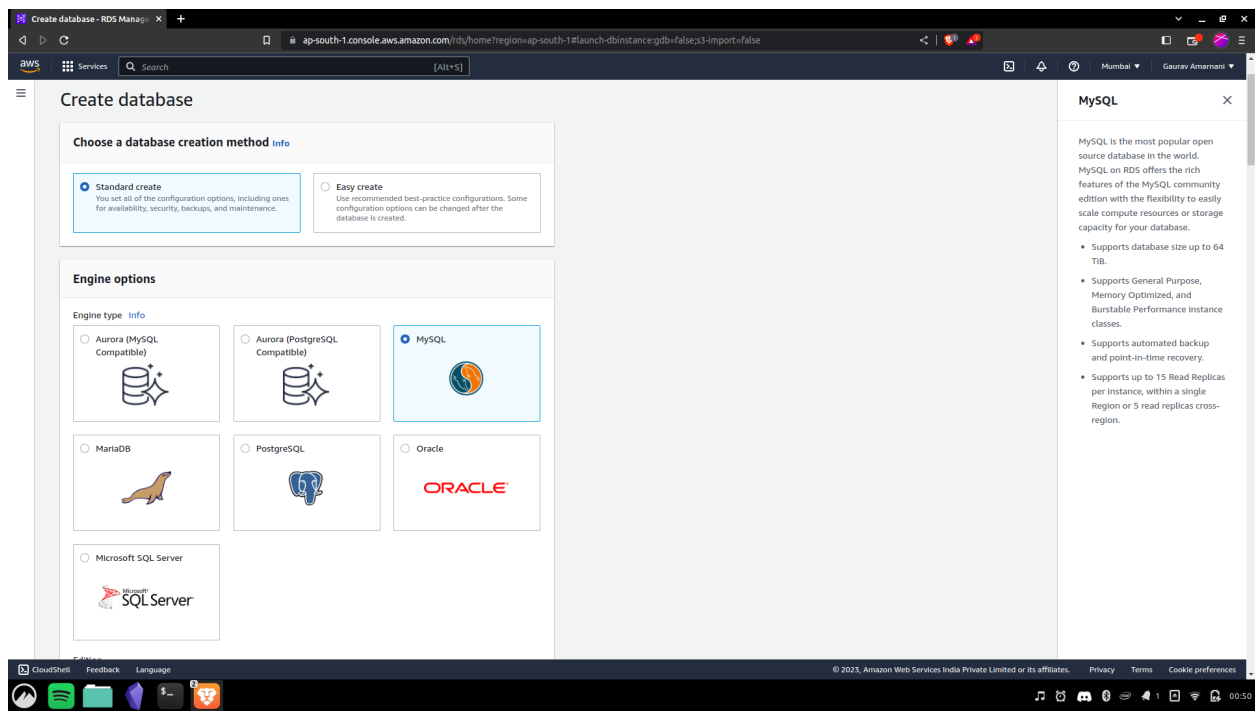 Create database - RDS Manage
ap-south-1.console.aws.amazon.com/rds/home?region=ap-south-1#launch-dbinstance:gdb=false;s3-import=false
aws
Services
Search
[Alt+S]
Mumbai
Gaurav Amarnani
Create database
Choose a database creation method Info
Standard create
You set all of the configuration options, including ones
for availability, security, backups, and maintenance.
Easy create
Use recommended best-practice configurations. Some
configuration options can be changed after the
database is created.
Engine options
Engine type Info
Aurora (MySQL
Compatible)
Aurora (PostgreSQL
Compatible)
MySQL
MariaDB
PostgreSQL
Oracle
ORACLE
Microsoft SQL Server
Microsoft
SQL Server
MySQL
MySQL is the most popular open
source database in the world.
MySQL on RDS offers the rich
features of the MySQL community
edition with the flexibility to easily
scale compute resources or storage
capacity for your database.
Supports database size up to 64
TiB.
Supports General Purpose,
Memory Optimized, and
Burstable Performance instance
classes.
Supports automated backup
and point-in-time recovery.
Supports up to 15 Read Replicas
per instance, within a single
Region or 5 read replicas cross-
region.
CloudShell
Feedback
Language
© 2023, Amazon Web Services India Private Limited or its affiliates.
Privacy
Terms
Cookie preferences
2
1
00:50